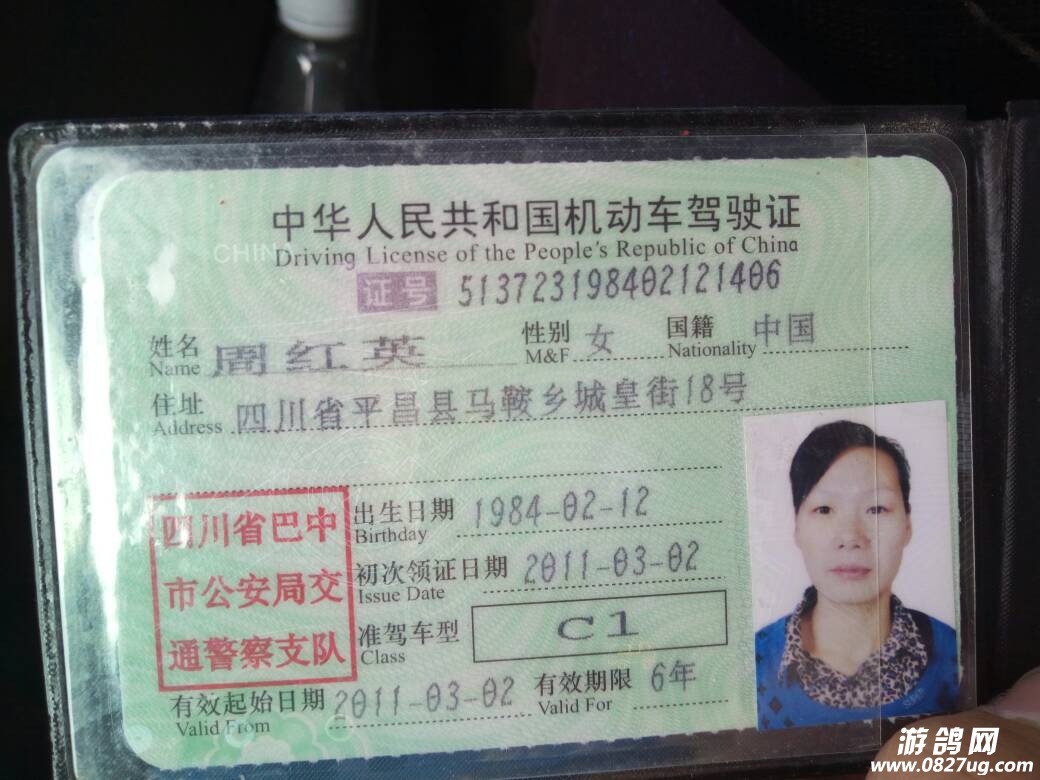 中华人民共和国机动车驾驶证
CHINA
Driving License of the People's Republic of China
证号 513723198402121406
姓名 周红英 性别 女 国籍 中国
Name M&F Nationality
住址 四川省平昌县马鞍乡城皇街18号
Address
四川省巴中
市公安局交
通警察支队
出生日期 1984-02-12
Birthday
初次领证日期 2011-03-02
Issue Date
准驾车型 C1
Class
有效起始日期 2011-03-02 有效期限 6年
Valid From Valid For
游鸽网
www.0827ug.com